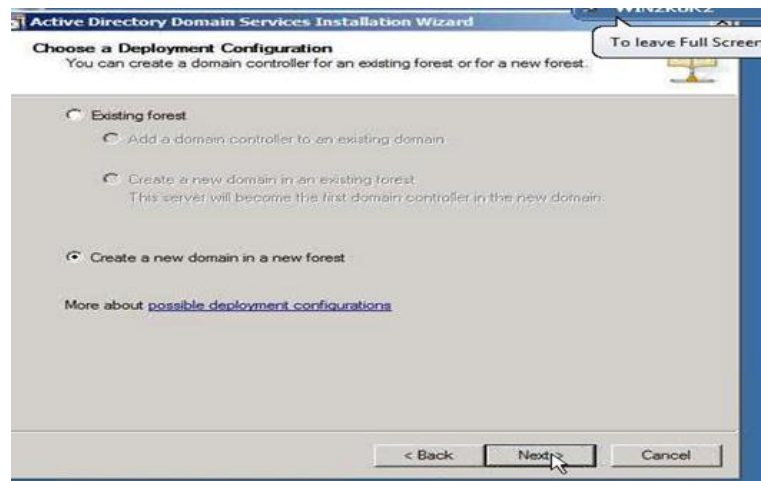 Active Directory Domain Services Installation Wizard
WIN2K8R2
To leave Full Screen
Choose a Deployment Configuration
You can create a domain controller for an existing forest or for a new forest.
Existing forest
Add a domain controller to an existing domain
Create a new domain in an existing forest
This server will become the first domain controller in the new domain.
Create a new domain in a new forest
More about possible deployment configurations
< Back Next > Cancel